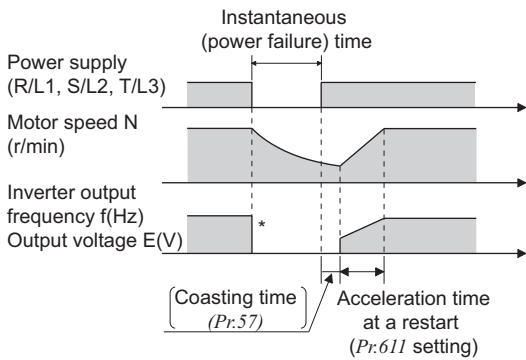 Instantaneous
(power failure) time
Power supply
(R/L1, S/L2, T/L3)
Motor speed N
(r/min)
Inverter output
frequency f(Hz)
*
Output voltage E(V)
Coasting time
(Pr.57)
Acceleration time
at a restart
(Pr.611 setting)